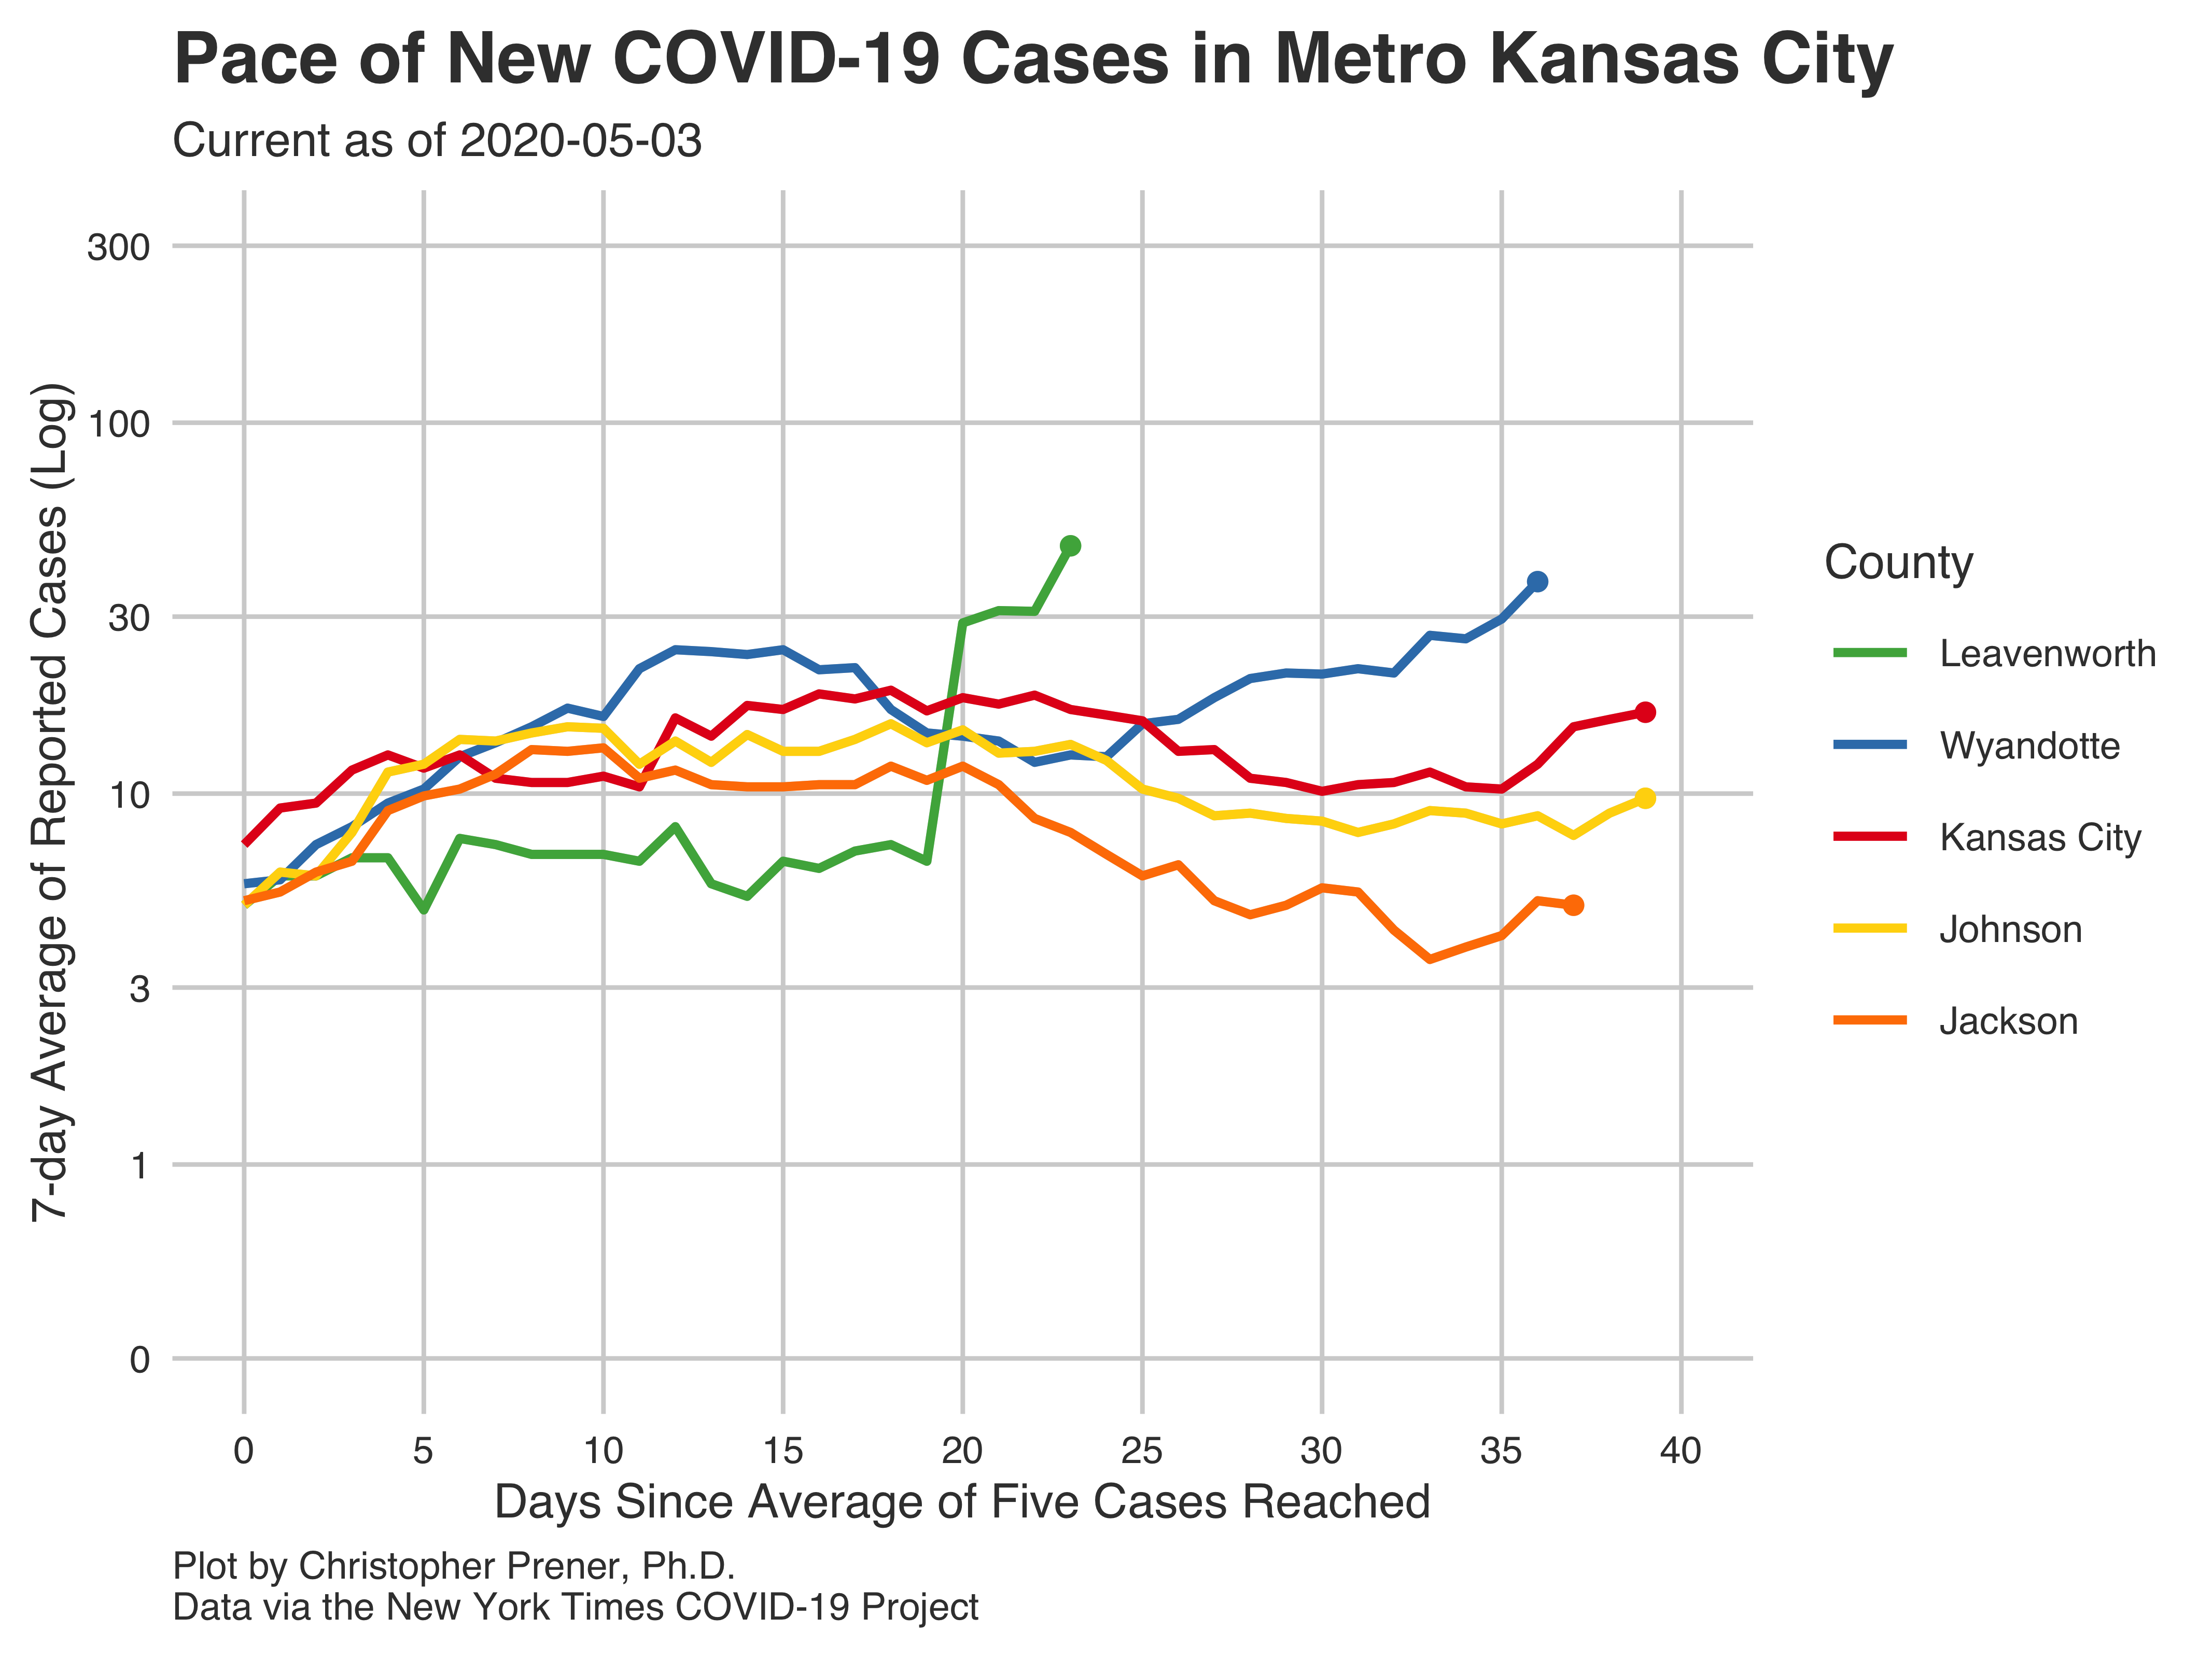 Pace of New COVID-19 Cases in Metro Kansas City
Current as of 2020-05-03
7-day Average of Reported Cases (Log)
300
100
30
10
3
1
0
0 5 10 15 20 25 30 35 40
Days Since Average of Five Cases Reached
County
Leavenworth
Wyandotte
Kansas City
Johnson
Jackson
Plot by Christopher Prener, Ph.D.
Data via the New York Times COVID-19 Project